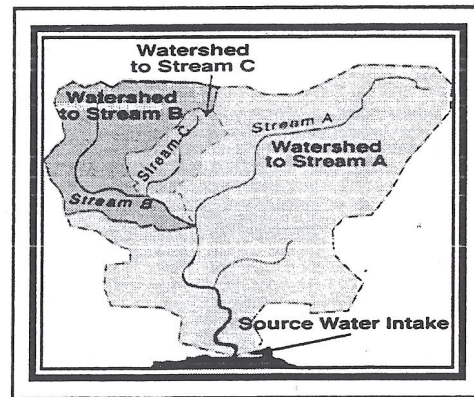 Watershed
to Stream C
Watershed
to Stream B
Stream A
Stream C
Watershed
to Stream A
Stream B
Source Water Intake